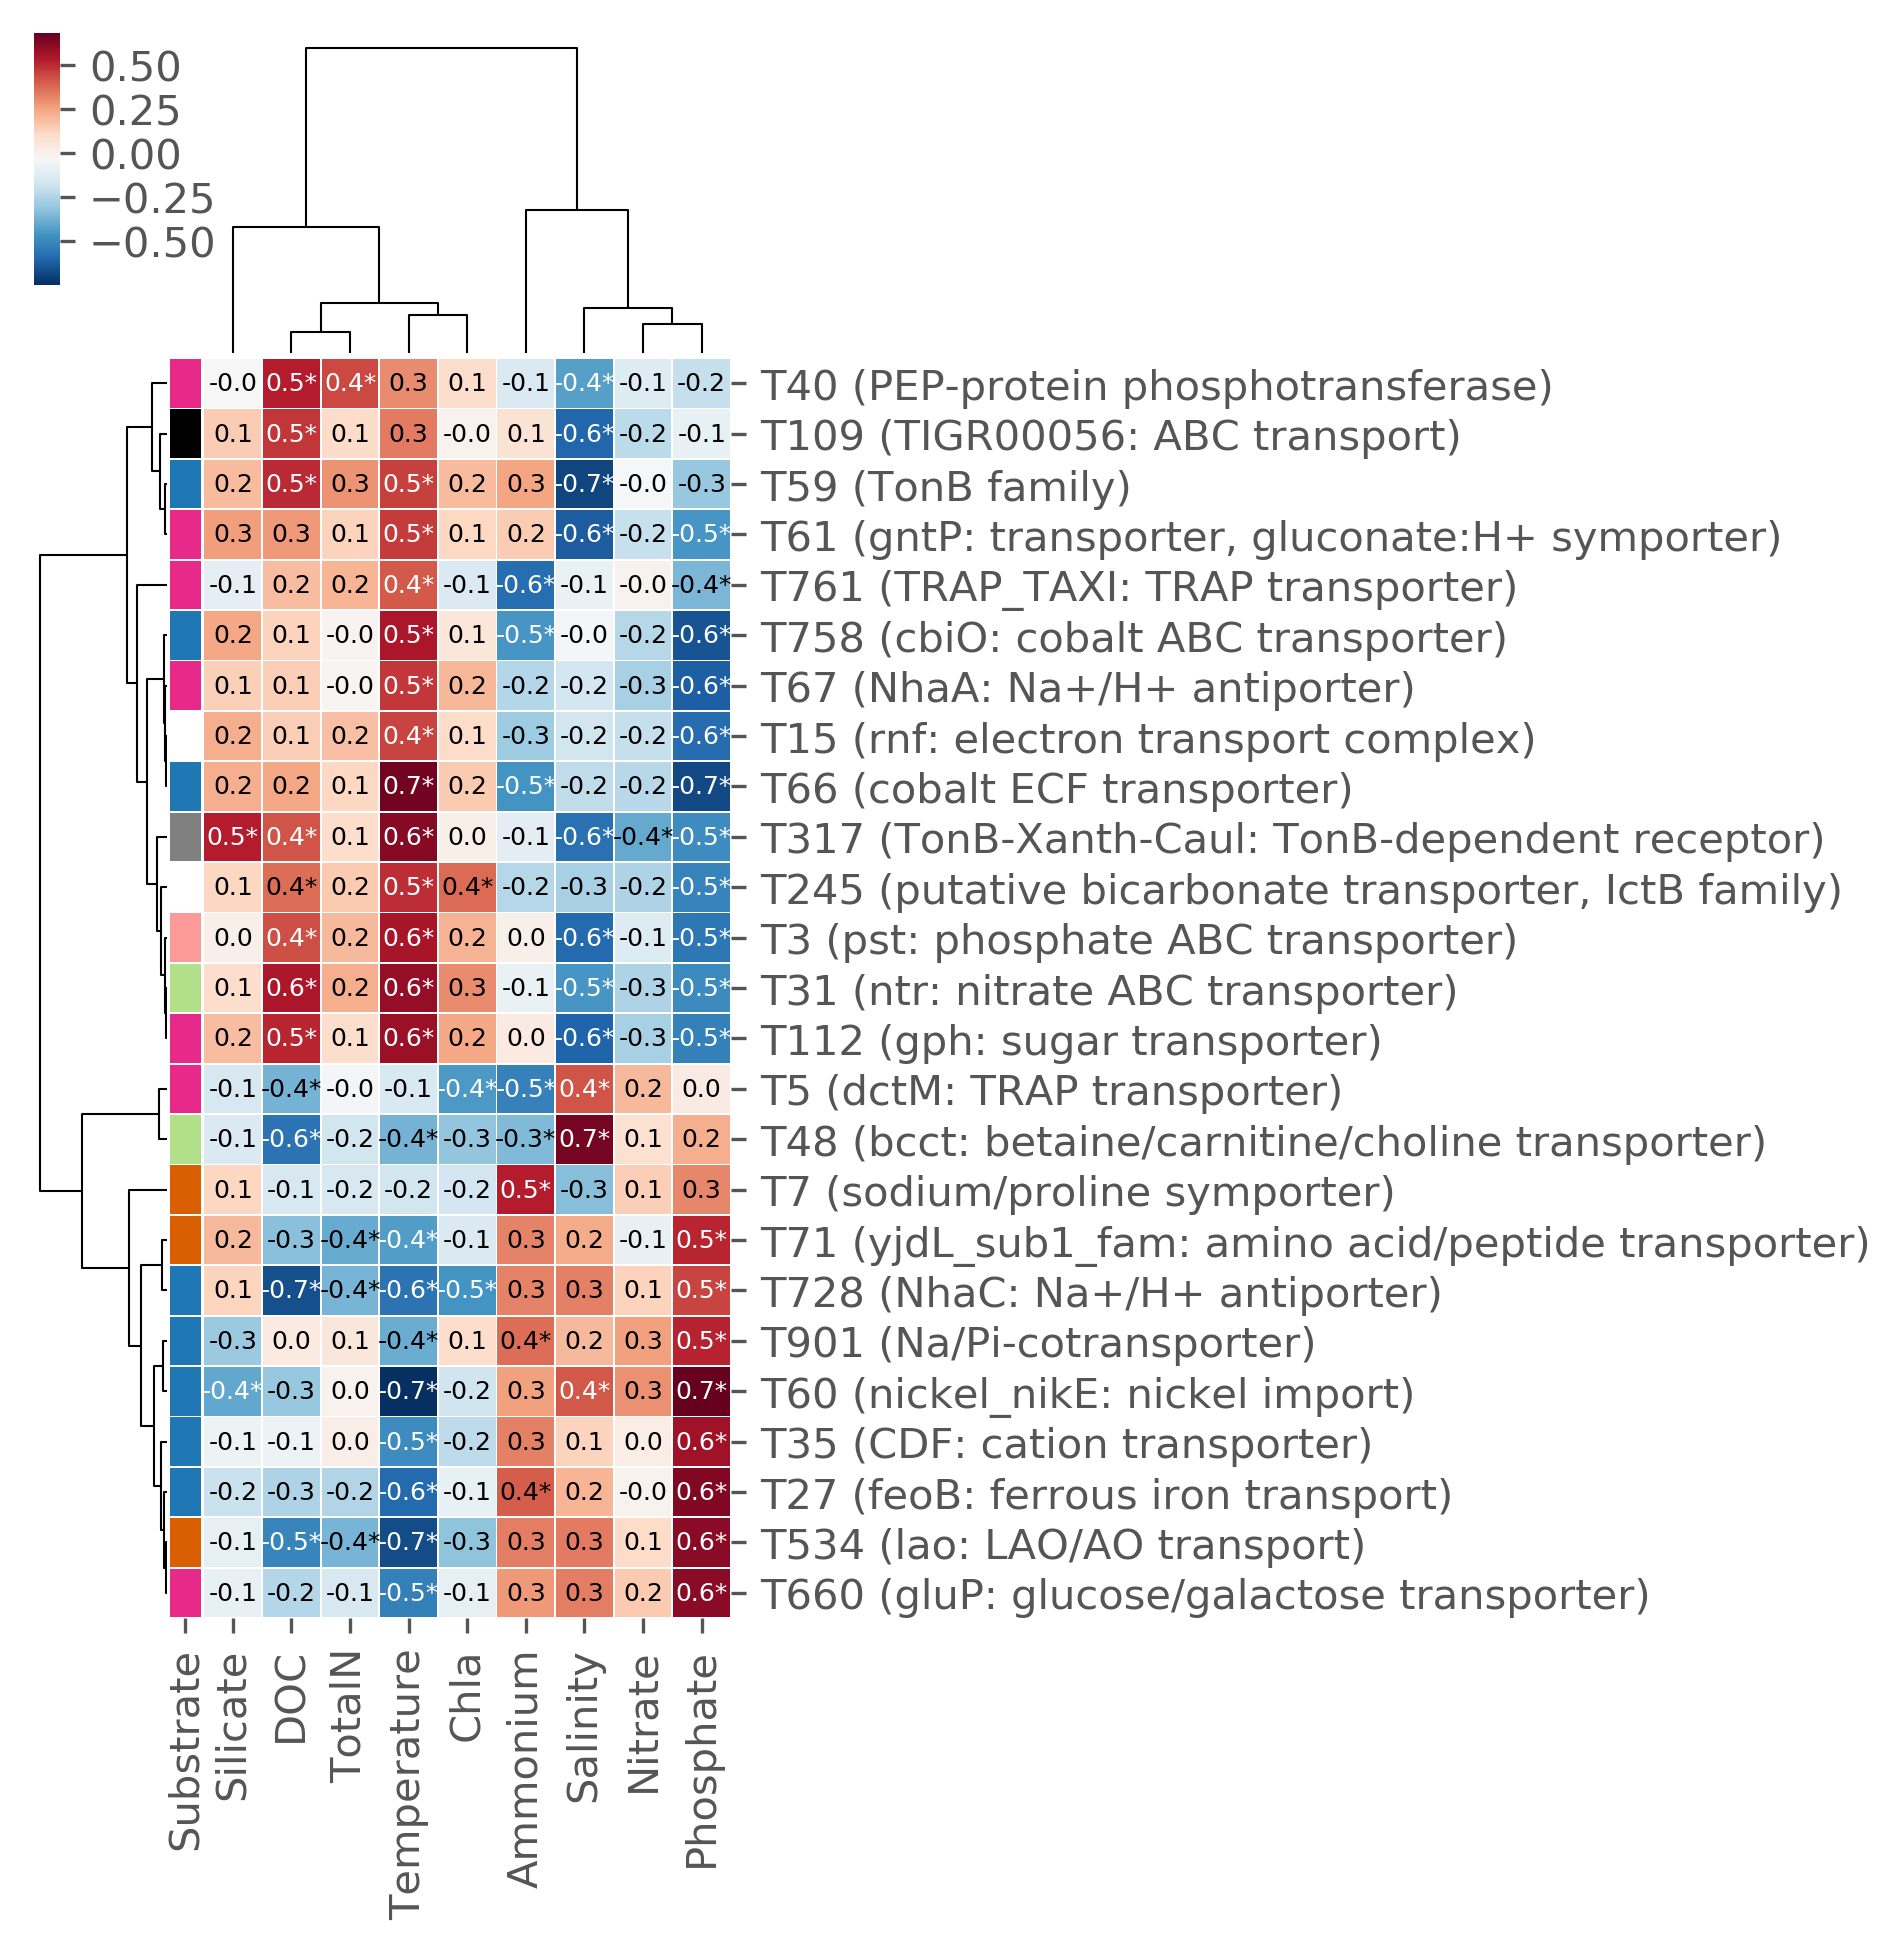 0.50
0.25
0.00
−0.25
−0.50
-0.0 0.5* 0.4* 0.3 0.1 -0.1 -0.4* -0.1 -0.2 T40 (PEP-protein phosphotransferase)
0.1 0.5* 0.1 0.3 -0.0 0.1 -0.6* -0.2 -0.1 T109 (TIGR00056: ABC transport)
0.2 0.5* 0.3 0.5* 0.2 0.3 -0.7* -0.0 -0.3 T59 (TonB family)
0.3 0.3 0.1 0.5* 0.1 0.2 -0.6* -0.2 -0.5* T61 (gntP: transporter, gluconate:H+ symporter)
-0.1 0.2 0.2 0.4* -0.1 -0.6* -0.1 -0.0 -0.4* T761 (TRAP_TAXI: TRAP transporter)
0.2 0.1 -0.0 0.5* 0.1 -0.5* -0.0 -0.2 -0.6* T758 (cbiO: cobalt ABC transporter)
0.1 0.1 -0.0 0.5* 0.2 -0.2 -0.2 -0.3 -0.6* T67 (NhaA: Na+/H+ antiporter)
0.2 0.1 0.2 0.4* 0.1 -0.3 -0.2 -0.2 -0.6* T15 (rnf: electron transport complex)
0.2 0.2 0.1 0.7* 0.2 -0.5* -0.2 -0.2 -0.7* T66 (cobalt ECF transporter)
0.5* 0.4* 0.1 0.6* 0.0 -0.1 -0.6* -0.4* -0.5* T317 (TonB-Xanth-Caul: TonB-dependent receptor)
0.1 0.4* 0.2 0.5* 0.4* -0.2 -0.3 -0.2 -0.5* T245 (putative bicarbonate transporter, IctB family)
0.0 0.4* 0.2 0.6* 0.2 0.0 -0.6* -0.1 -0.5* T3 (pst: phosphate ABC transporter)
0.1 0.6* 0.2 0.6* 0.3 -0.1 -0.5* -0.3 -0.5* T31 (ntr: nitrate ABC transporter)
0.2 0.5* 0.1 0.6* 0.2 0.0 -0.6* -0.3 -0.5* T112 (gph: sugar transporter)
-0.1 -0.4* -0.0 -0.1 -0.4* -0.5* 0.4* 0.2 0.0 T5 (dctM: TRAP transporter)
-0.1 -0.6* -0.2 -0.4* -0.3 -0.3* 0.7* 0.1 0.2 T48 (bcct: betaine/carnitine/choline transporter)
0.1 -0.1 -0.2 -0.2 -0.2 0.5* -0.3 0.1 0.3 T7 (sodium/proline symporter)
0.2 -0.3 -0.4* -0.4* -0.1 0.3 0.2 -0.1 0.5* T71 (yjdL_sub1_fam: amino acid/peptide transporter)
0.1 -0.7* -0.4* -0.6* -0.5* 0.3 0.3 0.1 0.5* T728 (NhaC: Na+/H+ antiporter)
-0.3 0.0 0.1 -0.4* 0.1 0.4* 0.2 0.3 0.5* T901 (Na/Pi-cotransporter)
-0.4* -0.3 0.0 -0.7* -0.2 0.3 0.4* 0.3 0.7* T60 (nickel_nikE: nickel import)
-0.1 -0.1 0.0 -0.5* -0.2 0.3 0.1 0.0 0.6* T35 (CDF: cation transporter)
-0.2 -0.3 -0.2 -0.6* -0.1 0.4* 0.2 -0.0 0.6* T27 (feoB: ferrous iron transport)
-0.1 -0.5* -0.4* -0.7* -0.3 0.3 0.3 0.1 0.6* T534 (lao: LAO/AO transport)
-0.1 -0.2 -0.1 -0.5* -0.1 0.3 0.3 0.2 0.6* T660 (gluP: glucose/galactose transporter)
Substrate
Silicate
DOC
TotalN
Temperature
Chla
Ammonium
Salinity
Nitrate
Phosphate